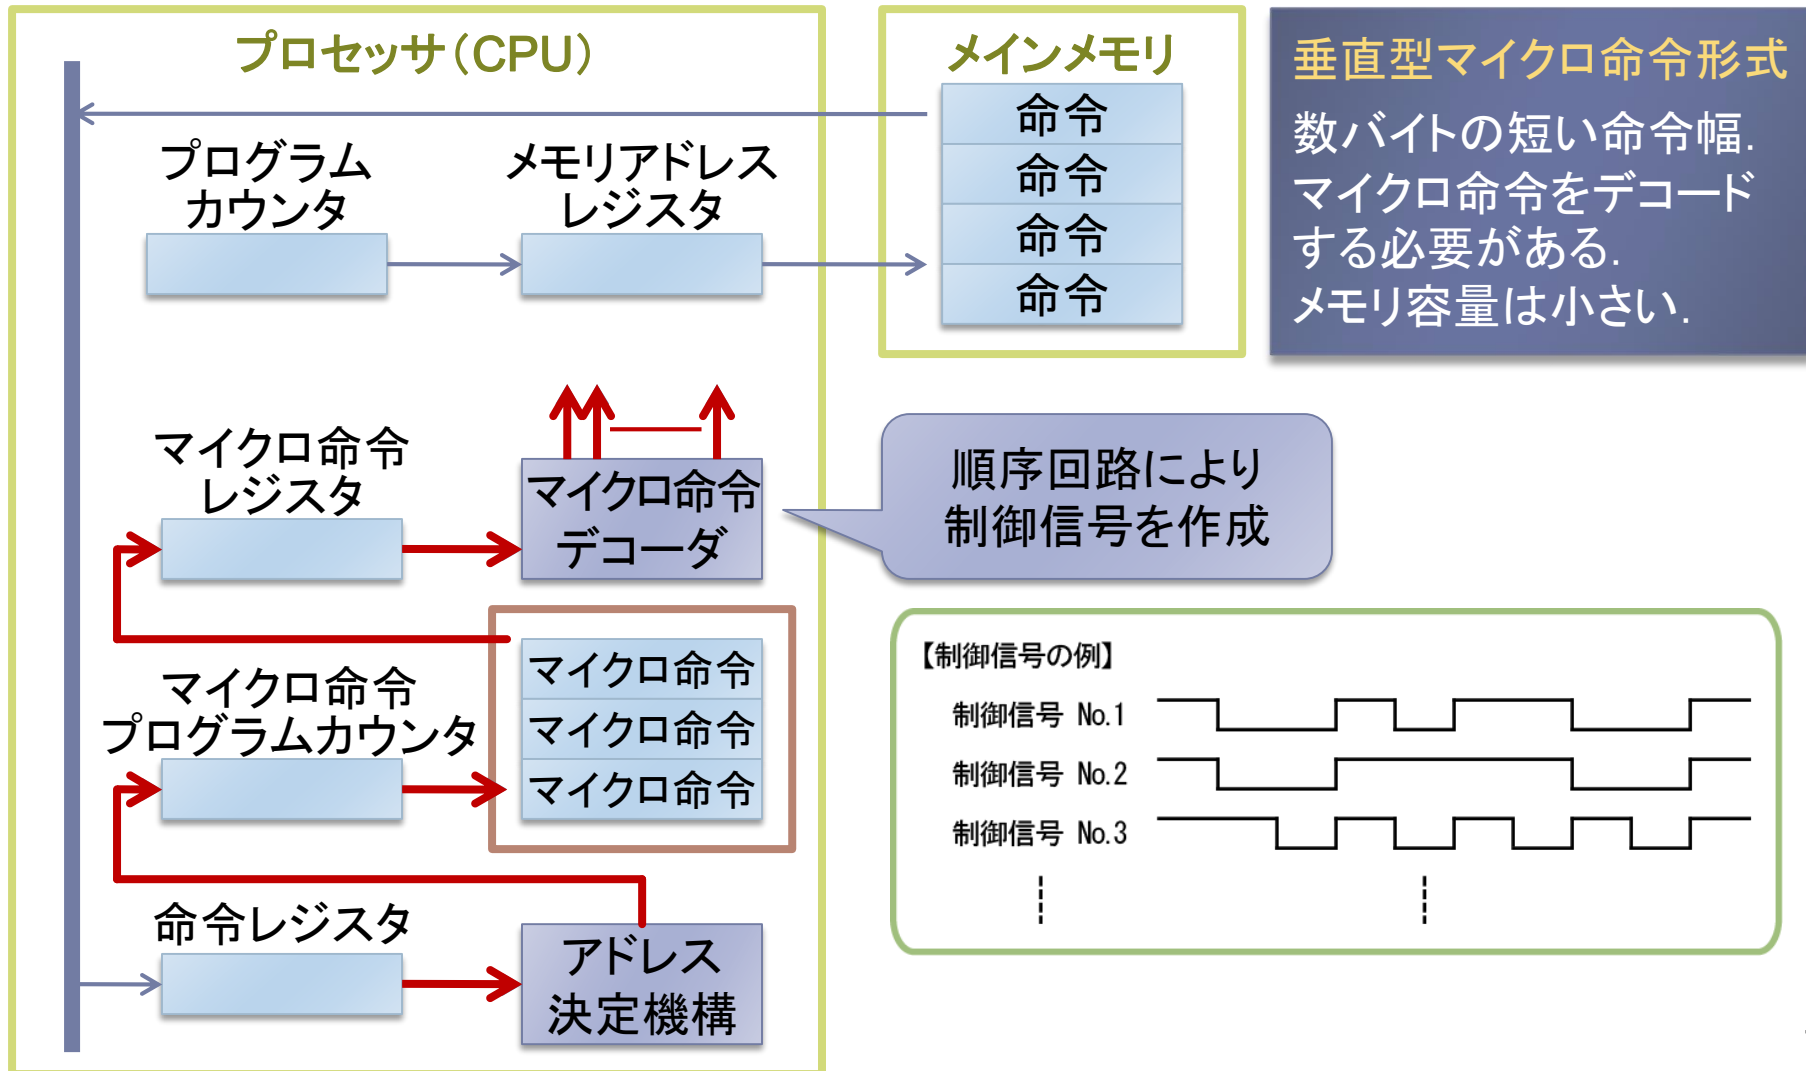 プロセッサ(CPU)
メインメモリ
命令
命令
命令
命令
プログラム
カウンタ
メモリアドレス
レジスタ
垂直型マイクロ命令形式
数バイトの短い命令幅.
マイクロ命令をデコード
する必要がある.
メモリ容量は小さい.
マイクロ命令
レジスタ
マイクロ命令
デコーダ
順序回路により
制御信号を作成
マイクロ命令
プログラムカウンタ
マイクロ命令
マイクロ命令
マイクロ命令
命令レジスタ
アドレス
決定機構
【制御信号の例】
制御信号 No.1
制御信号 No.2
制御信号 No.3